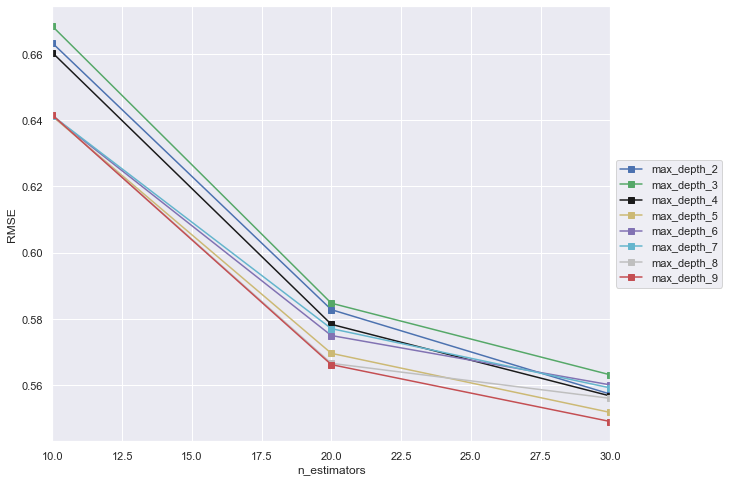 0.66
0.64
0.62
0.60
0.58
0.56
RMSE
10.0 12.5 15.0 17.5 20.0 22.5 25.0 27.5 30.0
n_estimators
max_depth_2
max_depth_3
max_depth_4
max_depth_5
max_depth_6
max_depth_7
max_depth_8
max_depth_9